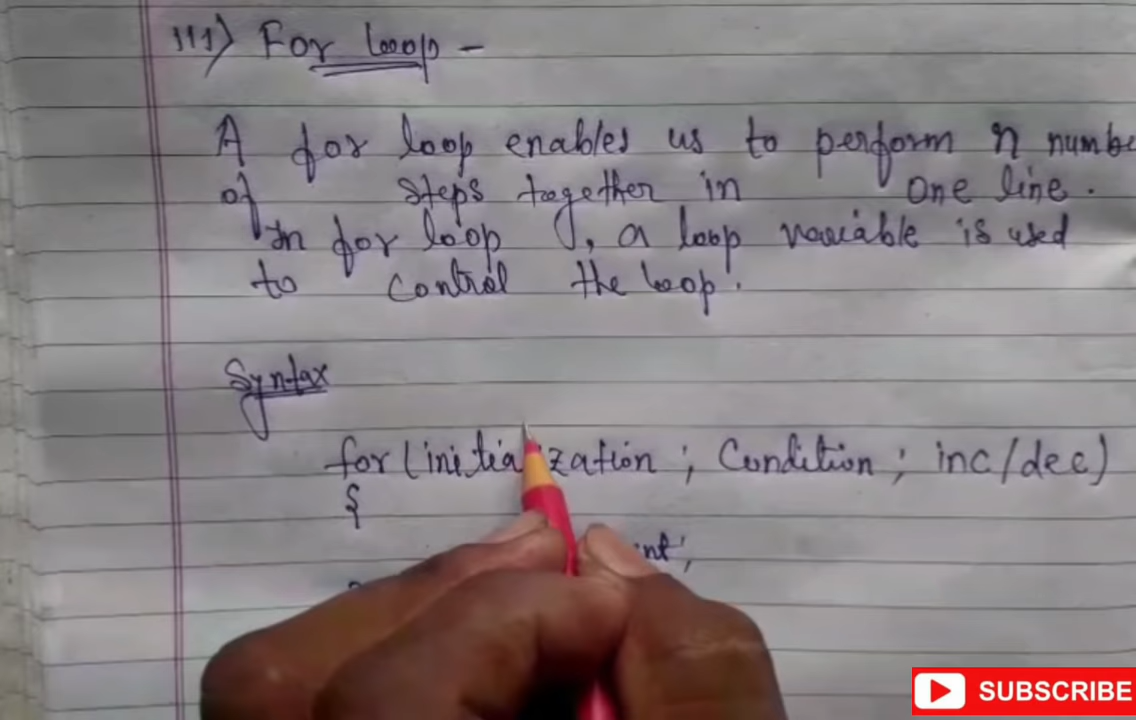 111) For loop -
A for loop enables us to perform n numbe
of steps together in one line.
In for loop, a loop variable is used
to control the loop.
Syntax
for (initialization ; Condition ; inc/dec)
{
SUBSCRIBE